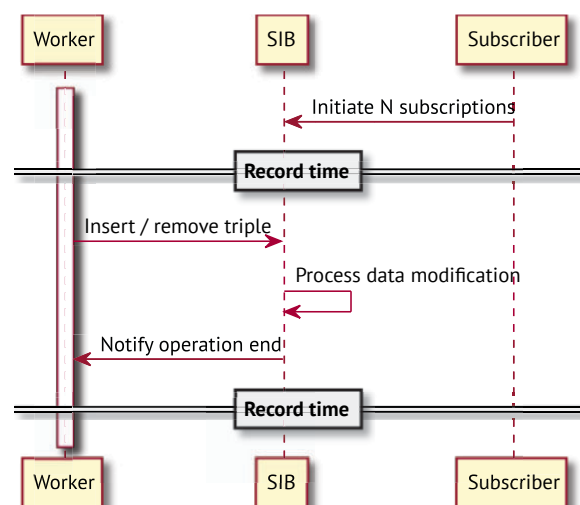 Worker SIB Subscriber
Initiate N subscriptions
Record time
Insert / remove triple
Process data modification
Notify operation end
Record time
Worker SIB Subscriber